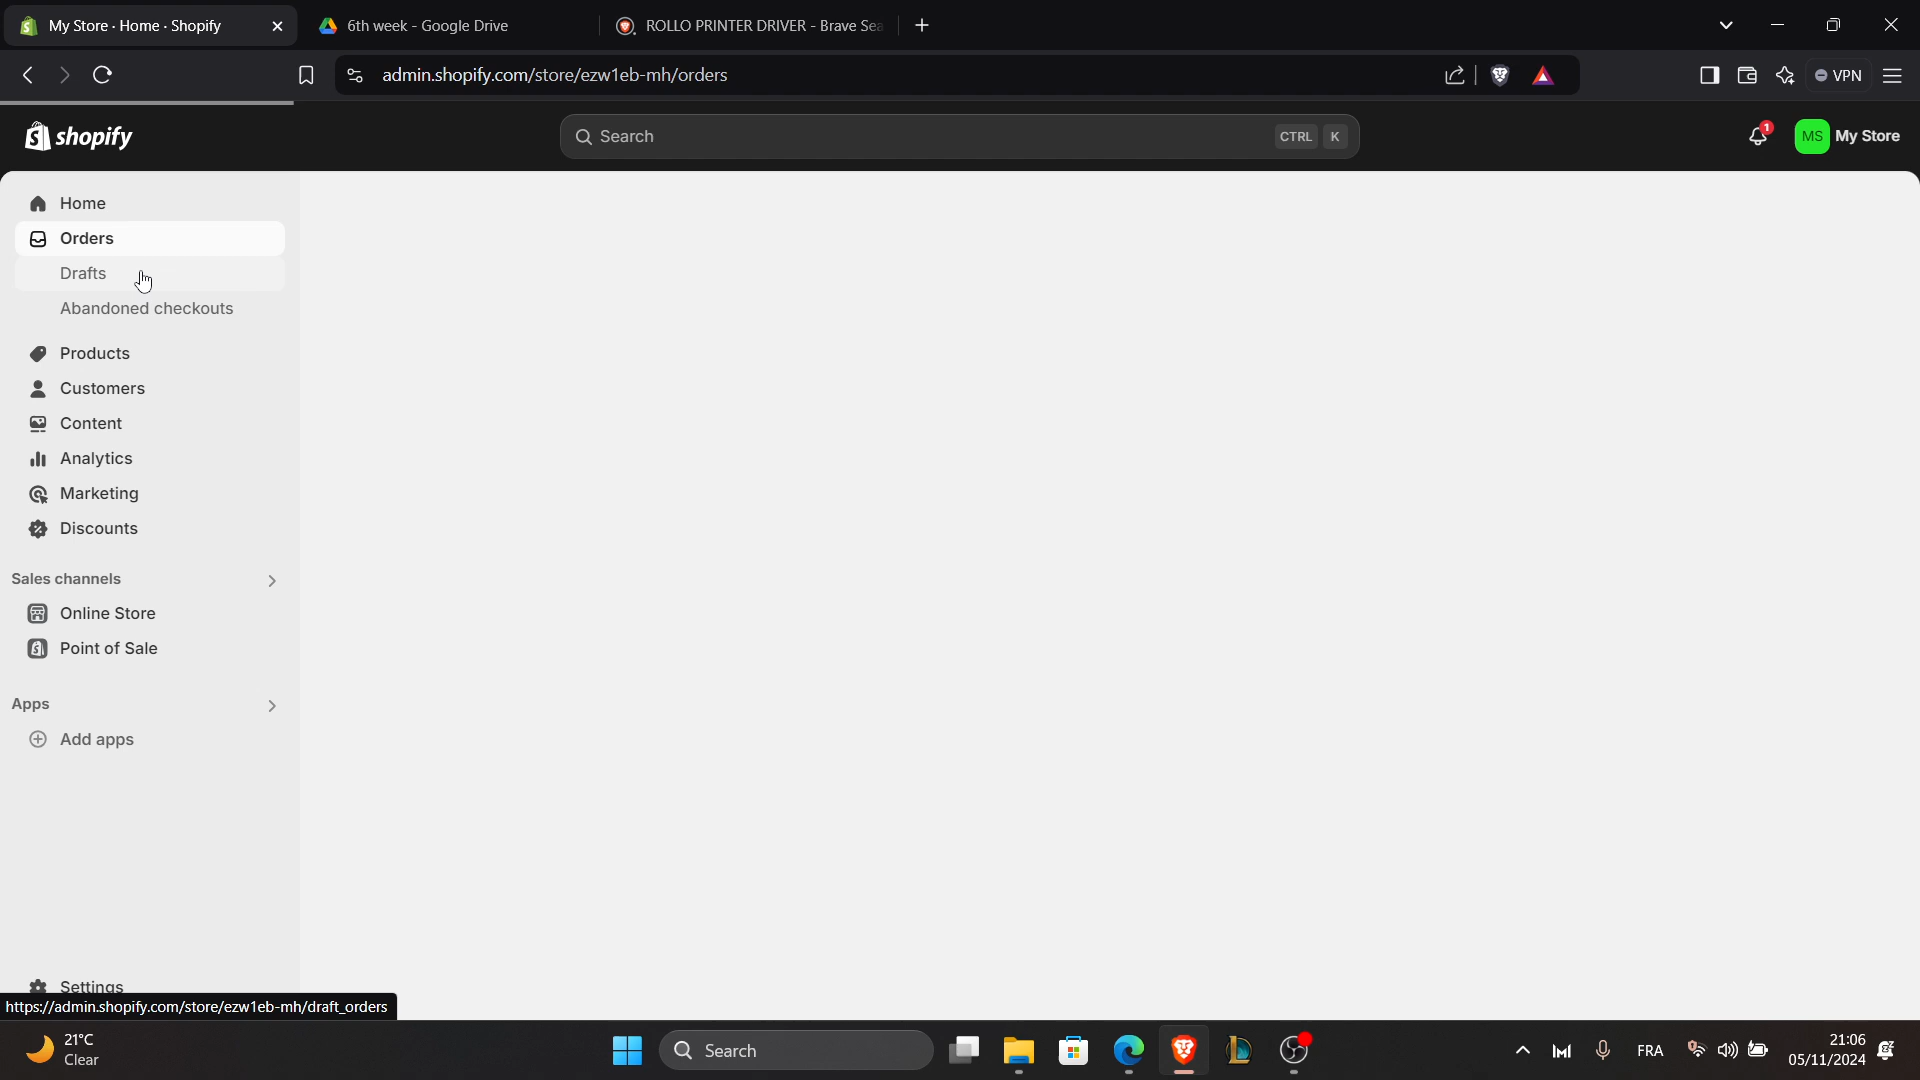 My Store · Home · Shopify
6th week - Google Drive
ROLLO PRINTER DRIVER - Brave Sea
admin.shopify.com/store/ezw1eb-mh/orders
VPN
shopify
Search
CTRL K
1
MS
My Store
Home
Orders
Drafts
Abandoned checkouts
Products
Customers
Content
Analytics
Marketing
Discounts
Sales channels
Online Store
Point of Sale
Apps
Add apps
Settings
https://admin.shopify.com/store/ezw1eb-mh/draft_orders
21°C
Clear
Search
FRA
21:06
05/11/2024